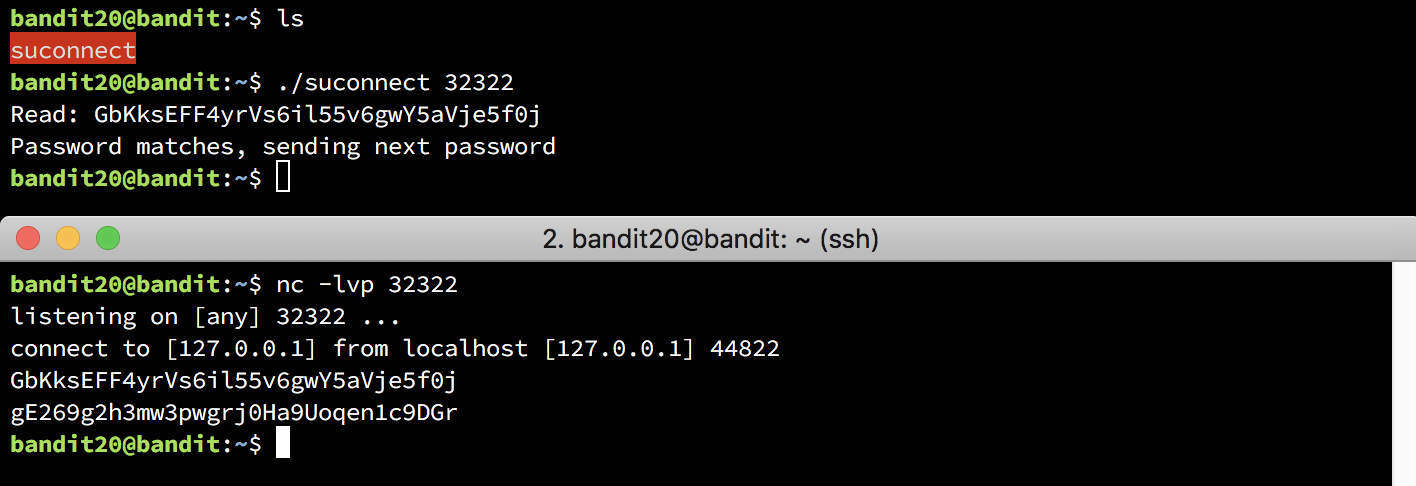 bandit20@bandit:~$ ls
suconnect
bandit20@bandit:~$ ./suconnect 32322
Read: GbKksEFF4yrVs6il55v6gwY5aVje5f0j
Password matches, sending next password
bandit20@bandit:~$
2. bandit20@bandit: ~ (ssh)
bandit20@bandit:~$ nc -lvp 32322
listening on [any] 32322 ...
connect to [127.0.0.1] from localhost [127.0.0.1] 44822
GbKksEFF4yrVs6il55v6gwY5aVje5f0j
gE269g2h3mw3pwgrj0Ha9Uoqen1c9DGr
bandit20@bandit:~$